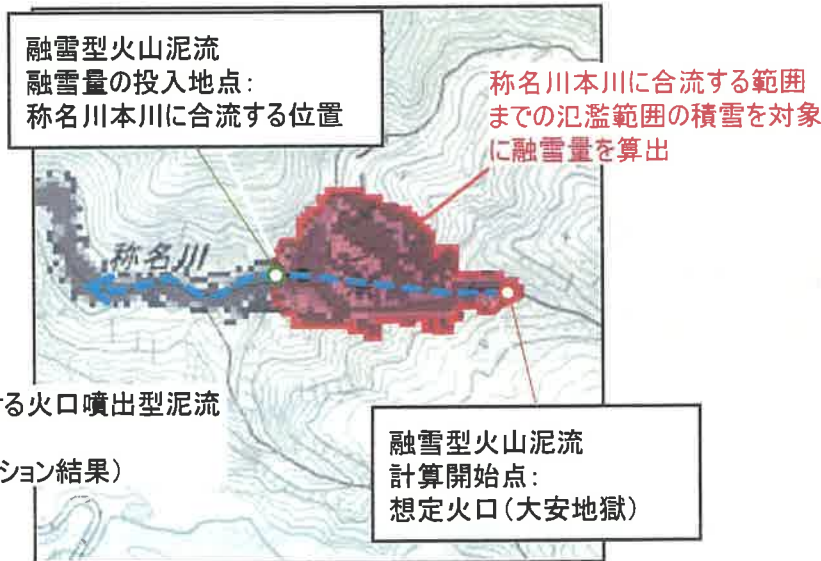 融雪型火山泥流
融雪量の投入地点:
称名川本川に合流する位置
称名川本川に合流する範囲
までの氾濫範囲の積雪を対象
に融雪量を算出
称名川
する火口噴出型泥流
ション結果)
融雪型火山泥流
計算開始点:
想定火口(大安地獄)